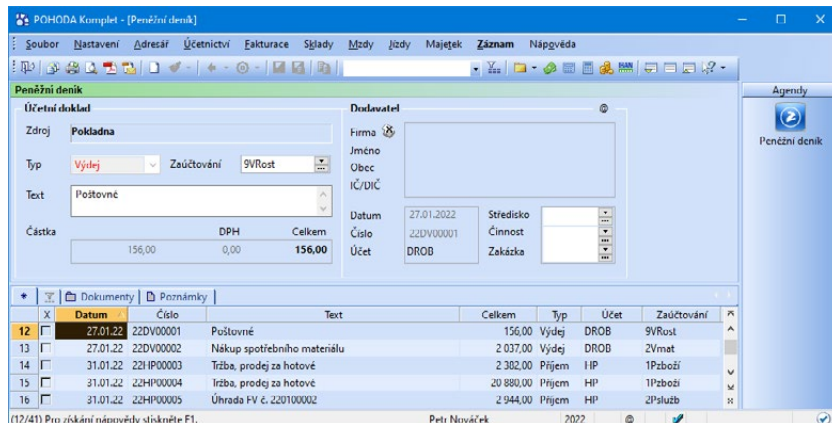 POHODA Komplet - [Peněžní deník]
Soubor Nastavení Adresář Účetnictví Fakturace Sklady Mzdy Jízdy Majetek Záznam Nápověda
Peněžní deník
Agendy
Účetní doklad
Dodavatel
Zdroj Pokladna
Firma
Peněžní deník
Jméno
Typ Výdej Zaúčtování 9VRost
Obec
IČ/DIČ
Text Poštovné
Datum 27.01.2022 Středisko
Částka DPH Celkem
Číslo 22DV00001 Činnost
156,00 0,00 156,00
Účet DROB Zakázka
Dokumenty Poznámky
X Datum Číslo Text Celkem Typ Účet Zaúčtování
12 27.01.22 22DV00001 Poštovné 156,00 Výdej DROB 9VRost
13 27.01.22 22DV00002 Nákup spotřebního materiálu 2 037,00 Výdej DROB 2Vmat
14 31.01.22 22HP00003 Tržba, prodej za hotové 2 382,00 Příjem HP 1Pzboží
15 31.01.22 22HP00004 Tržba, prodej za hotové 20 880,00 Příjem HP 1Pzboží
16 31.01.22 22HP00005 Úhrada FV č. 220100002 2 944,00 Příjem HP 2Pslužb
(12/41) Pro získání nápovědy stiskněte F1. Petr Nováček 2022 @